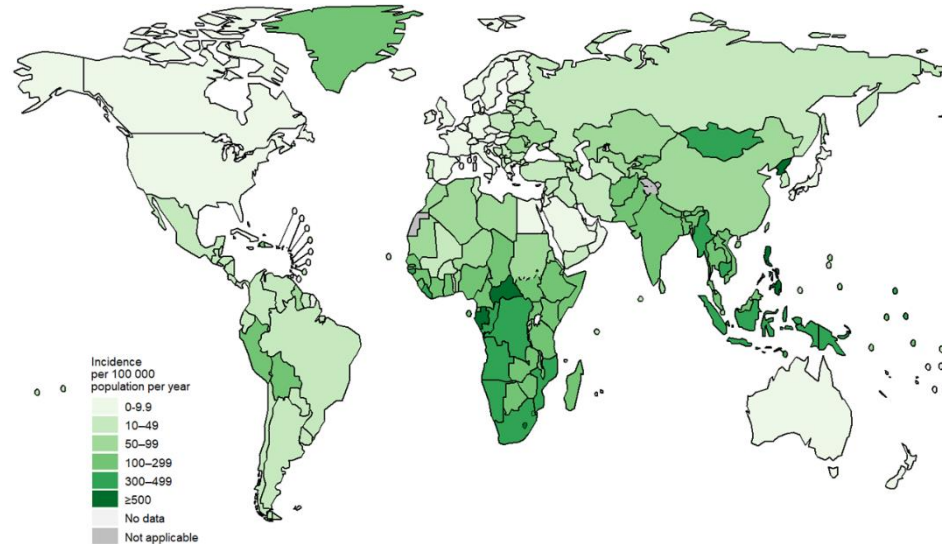 Incidence
per 100 000
population per year
0-9.9
10–49
50–99
100–299
300–499
≥500
No data
Not applicable